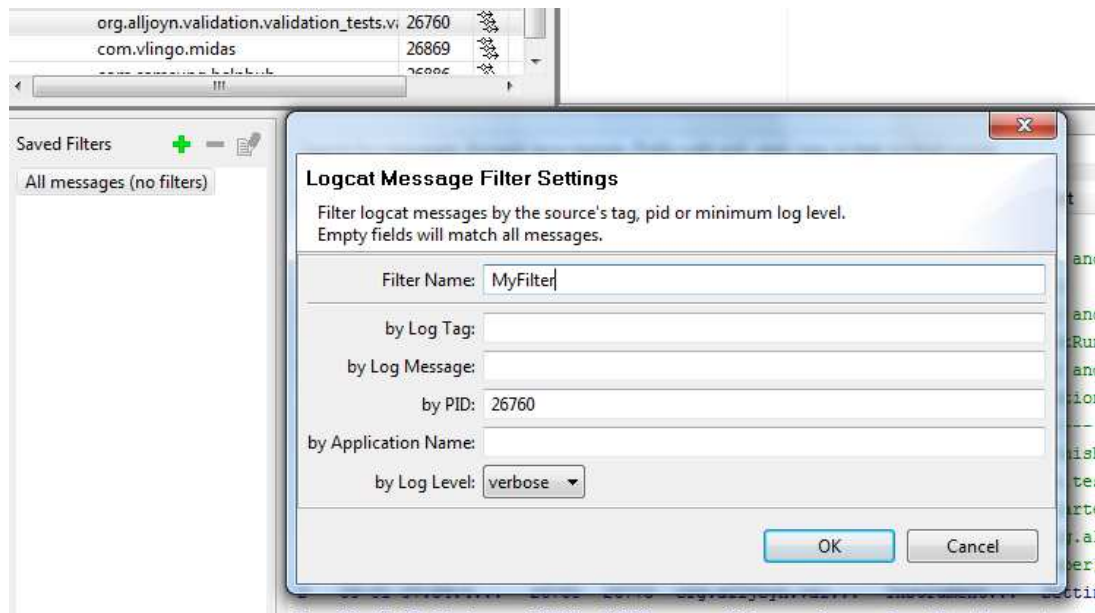 org.alljoyn.validation.validation_tests.va 26760
com.vlingo.midas 26869
Saved Filters
All messages (no filters)
Logcat Message Filter Settings
Filter logcat messages by the source's tag, pid or minimum log level.
Empty fields will match all messages.
Filter Name: MyFilter
by Log Tag:
by Log Message:
by PID: 26760
by Application Name:
by Log Level: verbose
OK Cancel